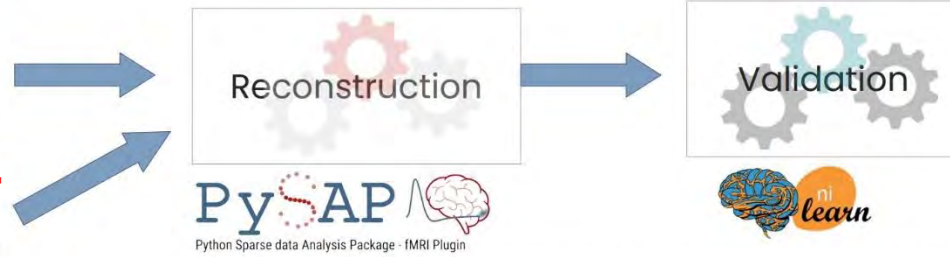 Reconstruction
Validation
PySAP
Python Sparse data Analysis Package - fMRI Plugin
ni
learn